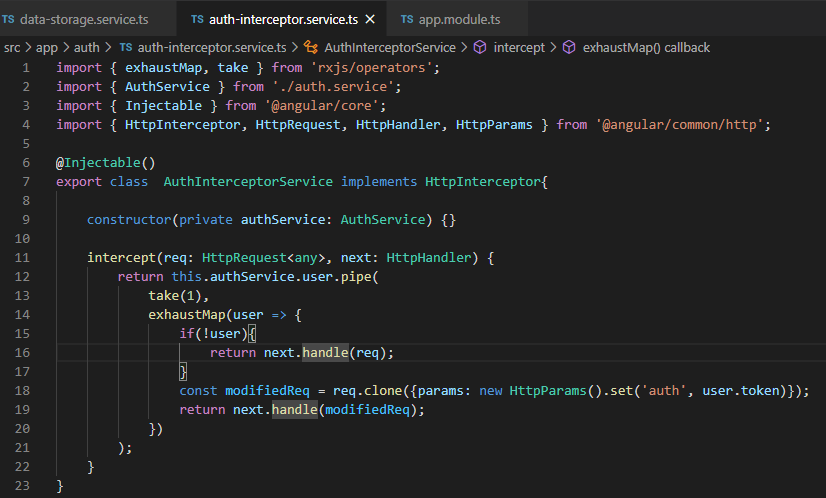 TS data-storage.service.ts TS auth-interceptor.service.ts × TS app.module.ts
src > app > auth > TS auth-interceptor.service.ts > AuthInterceptorService > intercept > exhaustMap() callback
1 import { exhaustMap, take } from 'rxjs/operators';
2 import { AuthService } from './auth.service';
3 import { Injectable } from '@angular/core';
4 import { HttpInterceptor, HttpRequest, HttpHandler, HttpParams } from '@angular/common/http';
5
6 @Injectable()
7 export class  AuthInterceptorService implements HttpInterceptor{
8
9     constructor(private authService: AuthService) {}
10
11     intercept(req: HttpRequest<any>, next: HttpHandler) {
12         return this.authService.user.pipe(
13             take(1),
14             exhaustMap(user => {
15                 if(!user){
16                     return next.handle(req);
17                 }
18                 const modifiedReq = req.clone({params: new HttpParams().set('auth', user.token)});
19                 return next.handle(modifiedReq);
20             })
21         );
22     }
23 }